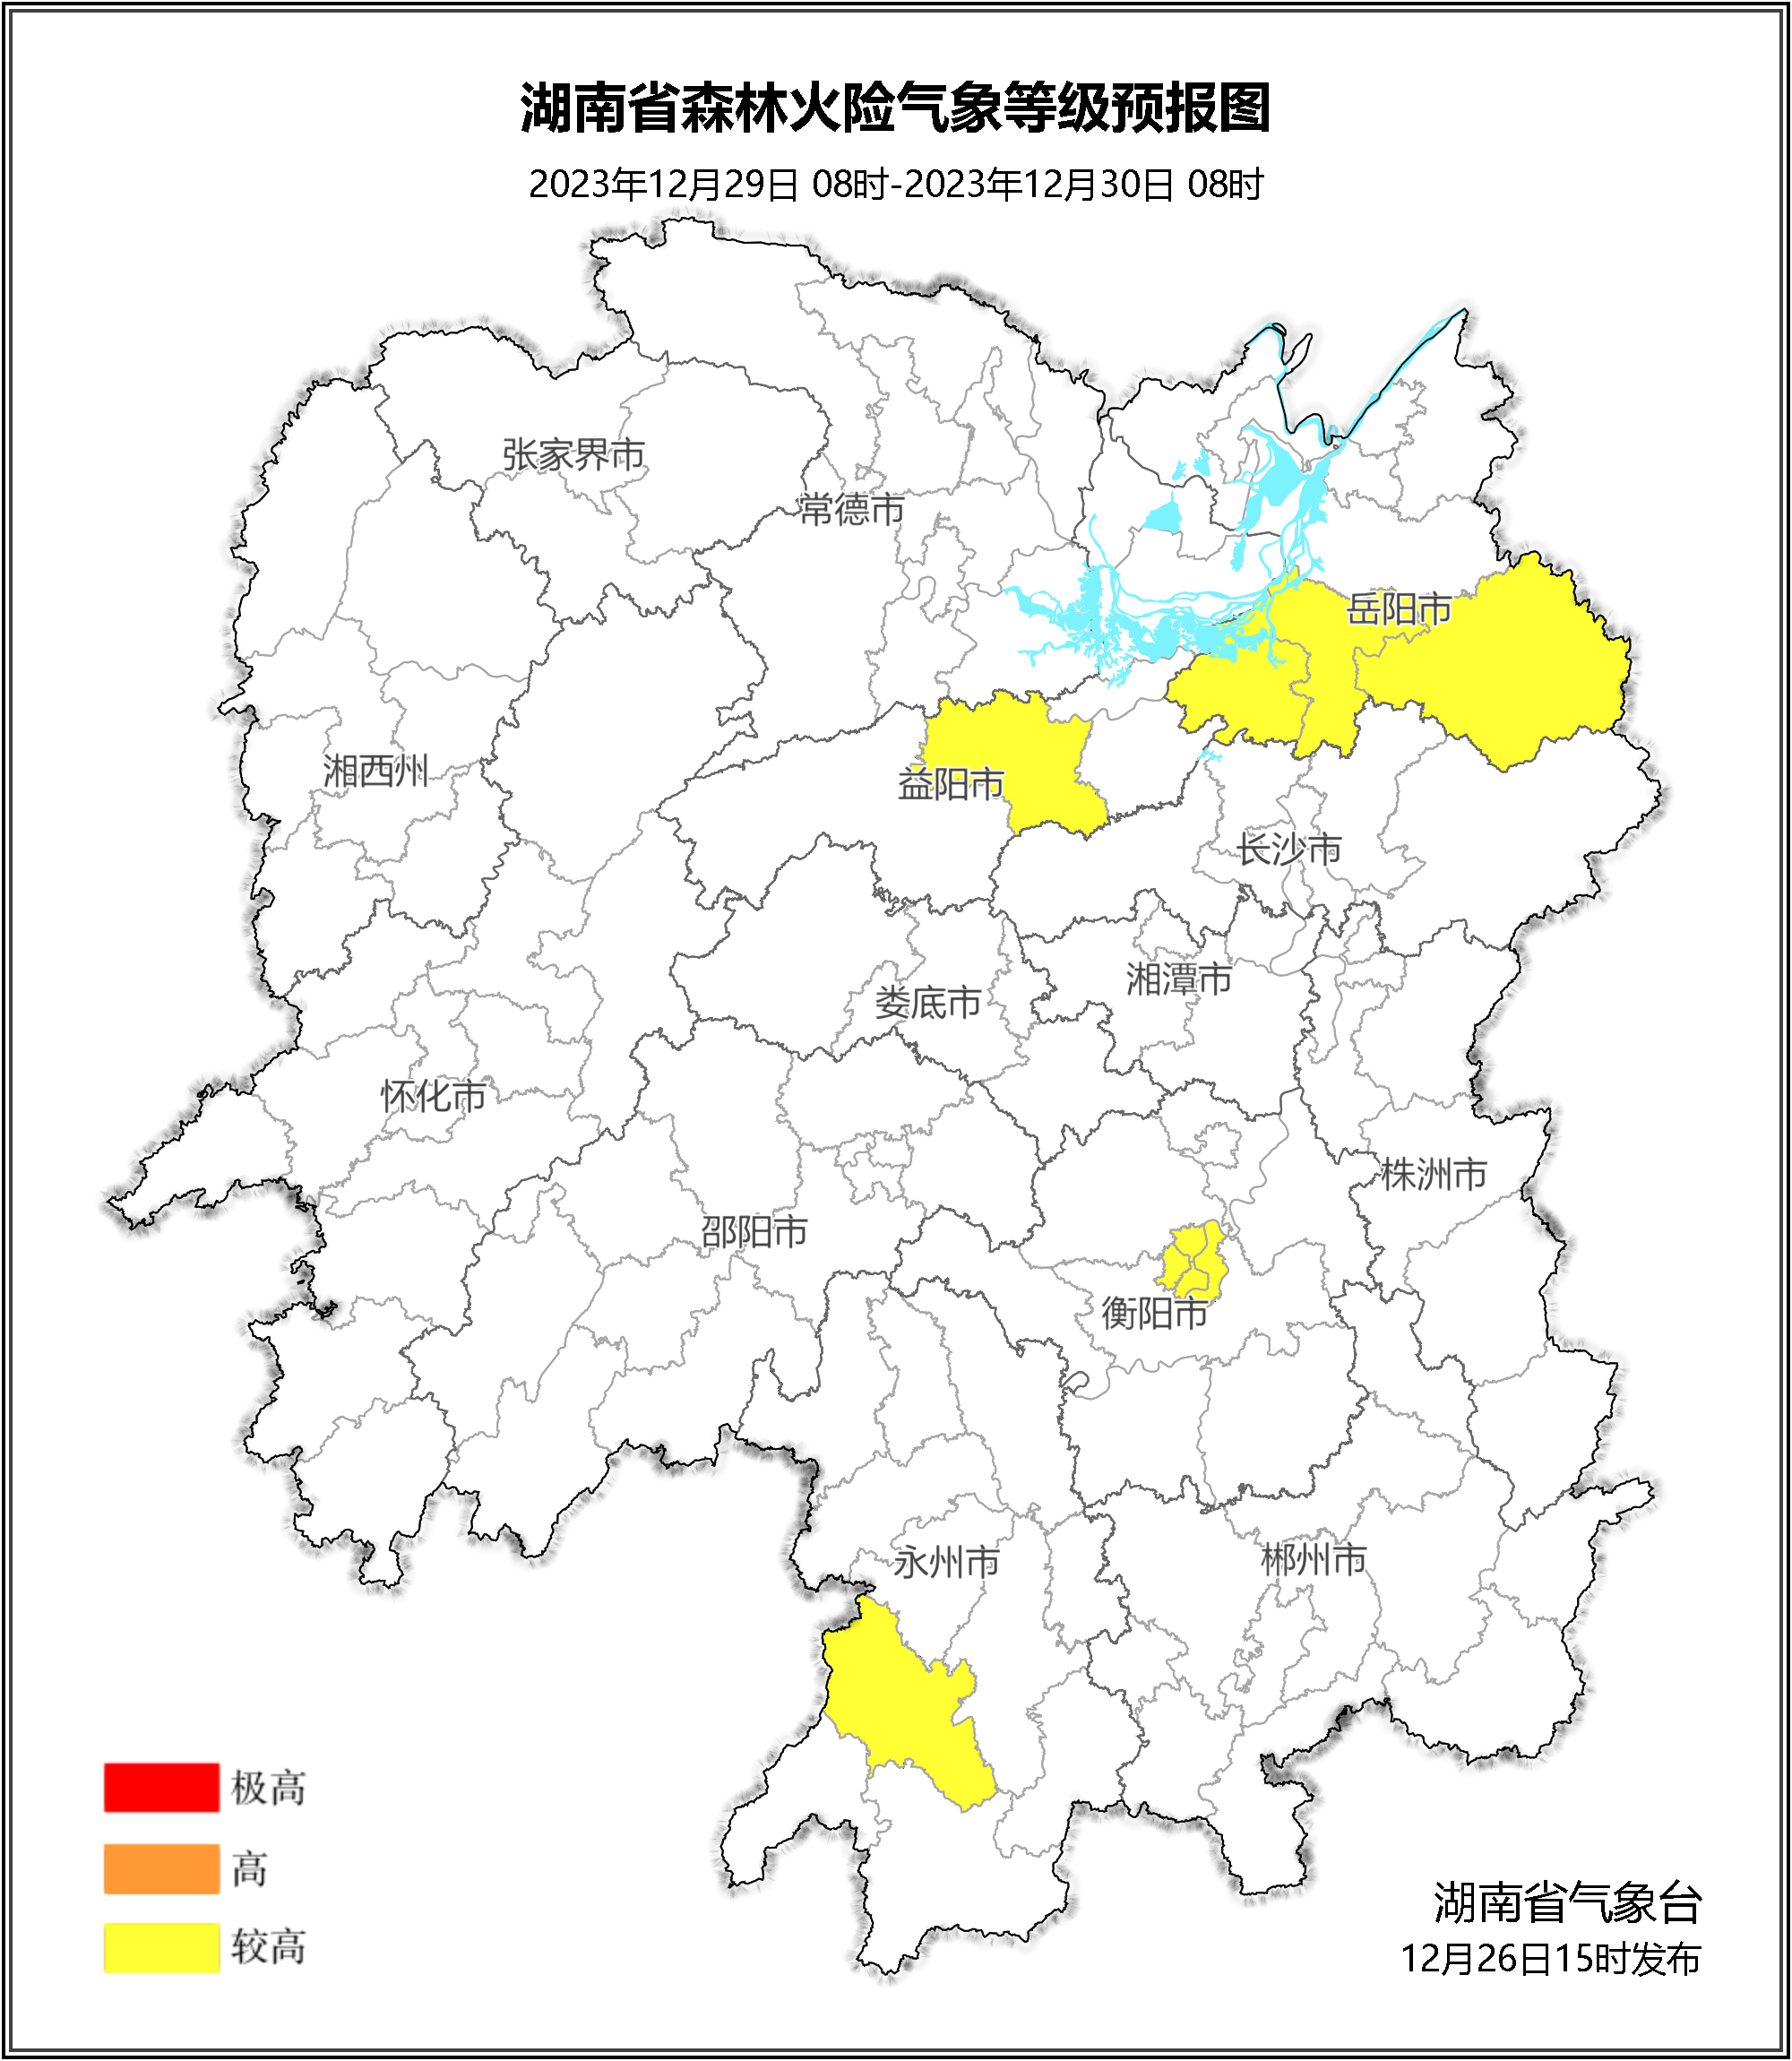 湖南省森林火险气象等级预报图
2023年12月29日 08时-2023年12月30日 08时
张家界市
常德市
岳阳市
湘西州
益阳市
长沙市
湘潭市
娄底市
怀化市
株洲市
邵阳市
衡阳市
永州市
郴州市
极高
高
较高
湖南省气象台
12月26日15时发布